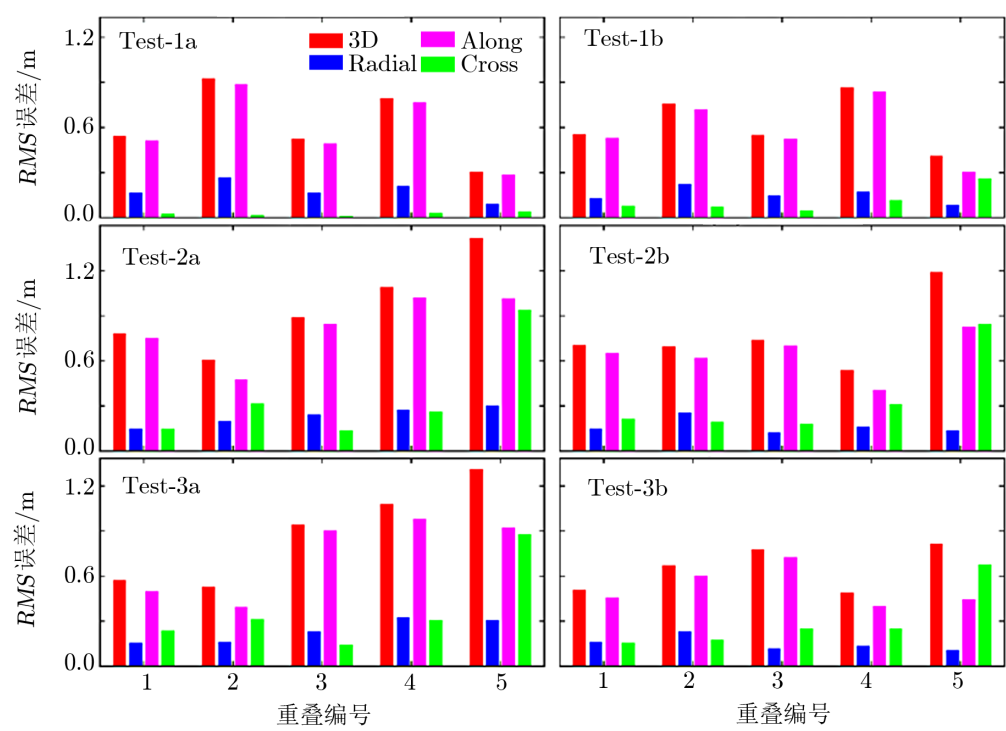 1.2
0.6
0.0
RMS误差/m
Test-1a
3D
Along
Radial
Cross
Test-1b
1.2
0.6
0.0
RMS误差/m
Test-2a
Test-2b
1.2
0.6
0.0
RMS误差/m
Test-3a
Test-3b
1 2 3 4 5
1 2 3 4 5
重叠编号
重叠编号